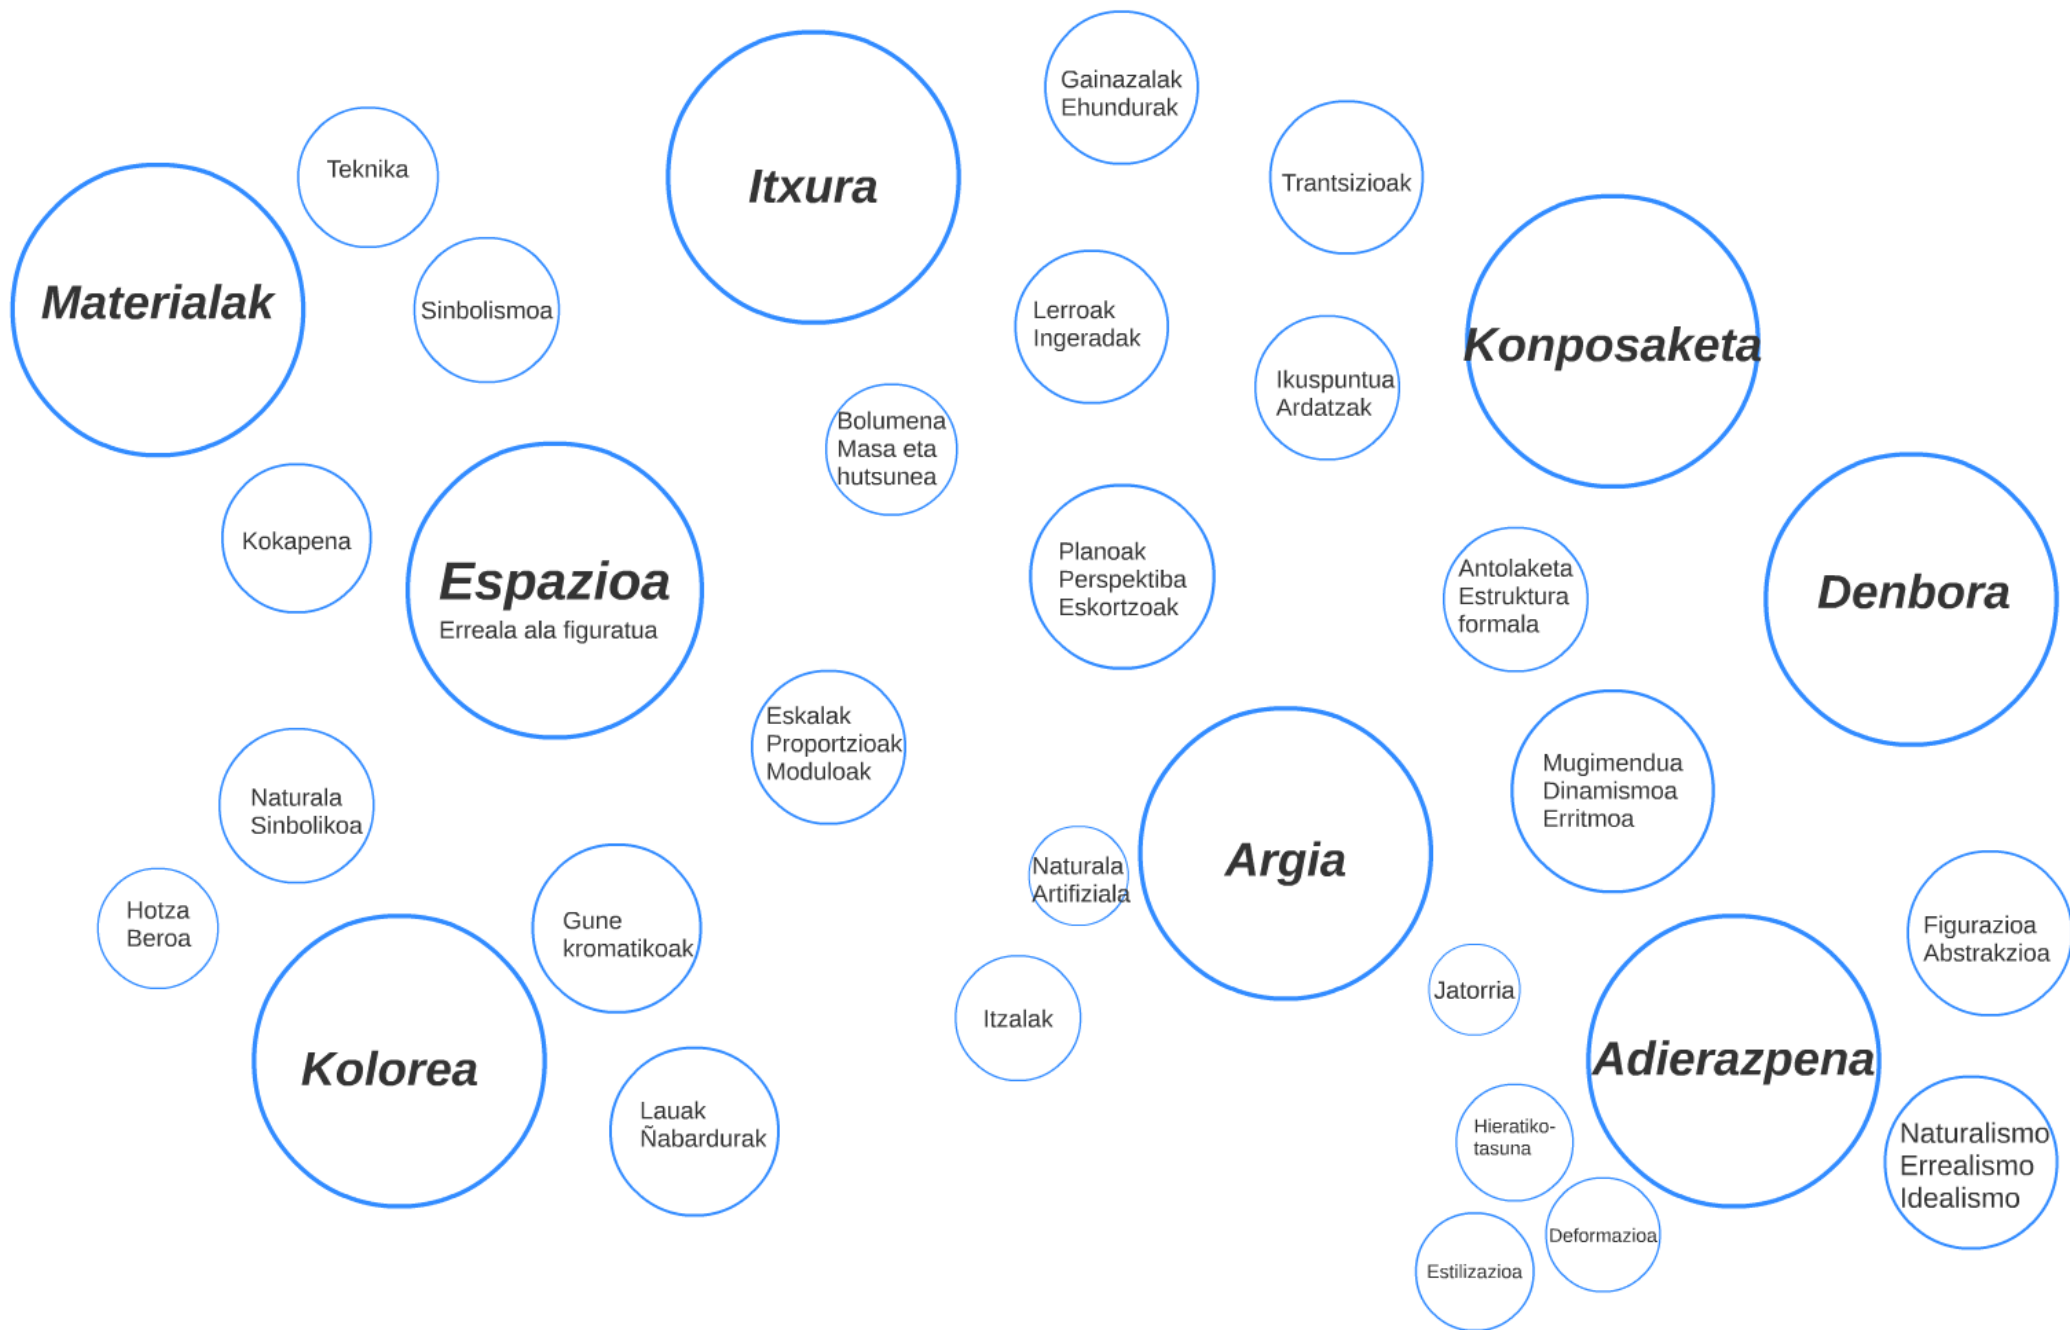 Gainazalak
Ehundurak
Teknika
Itxura
Trantsizioak
Materialak
Sinbolismoa
Lerroak
Ingeradak
Konposaketa
Ikuspuntua
Ardatzak
Bolumena
Masa eta
hutsunea
Kokapena
Espazioa
Erreala ala figuratua
Planoak
Perspektiba
Eskortzoak
Antolaketa
Estruktura
formala
Denbora
Eskalak
Proportzioak
Moduloak
Naturala
Sinbolikoa
Mugimendua
Dinamismoa
Erritmoa
Argia
Naturala
Artifiziala
Hotza
Beroa
Gune
kromatikoak
Figurazioa
Abstrakzioa
Jatorria
Itzalak
Kolorea
Adierazpena
Lauak
Ñabardurak
Hieratiko-
tasuna
Naturalismo
Errealismo
Idealismo
Deformazioa
Estilizazioa